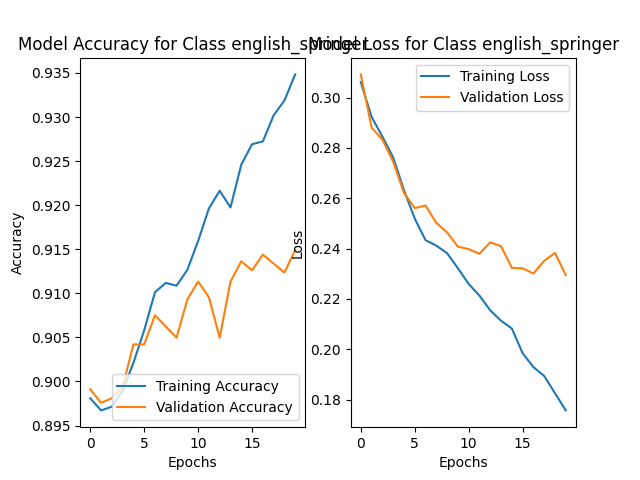 Model Accuracy for Class english_springer
Model Loss for Class english_springer
0.935
0.930
0.925
0.920
0.915
0.910
0.905
0.900
0.895
Accuracy
Training Accuracy
Validation Accuracy
0 5 10 15
Epochs
0.30
0.28
0.26
0.24
0.22
0.20
0.18
Loss
Training Loss
Validation Loss
0 5 10 15
Epochs